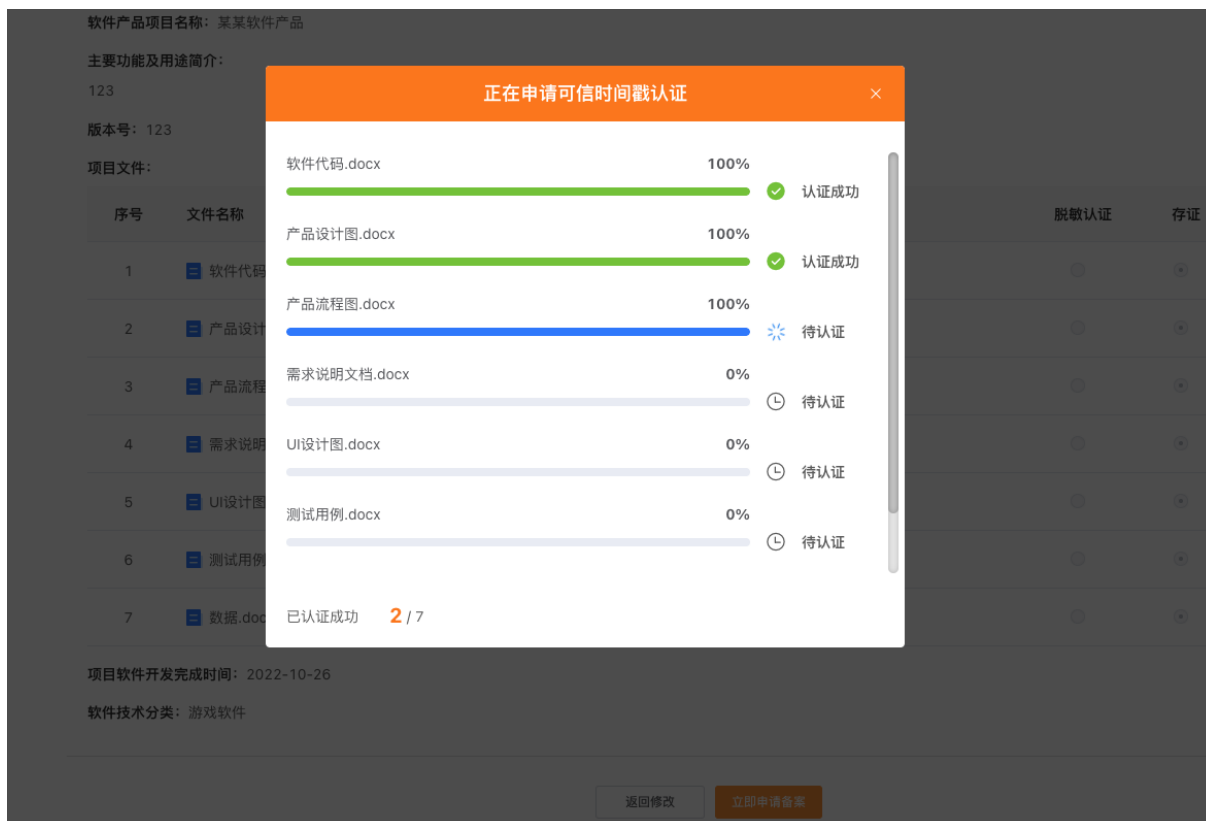 软件产品项目名称：某某软件产品
主要功能及用途简介：
123
版本号：123
项目文件：
正在申请可信时间戳认证
序号 文件名称 脱敏认证 存证
1 软件代码
2 产品设计
3 产品流程
4 需求说明
5 UI设计图
6 测试用例
7 数据.doc
软件代码.docx 100%
认证成功
产品设计图.docx 100%
认证成功
产品流程图.docx 100%
待认证
需求说明文档.docx 0%
待认证
UI设计图.docx 0%
待认证
测试用例.docx 0%
待认证
已认证成功 2 / 7
项目软件开发完成时间：2022-10-26
软件技术分类：游戏软件
返回修改 立即申请备案